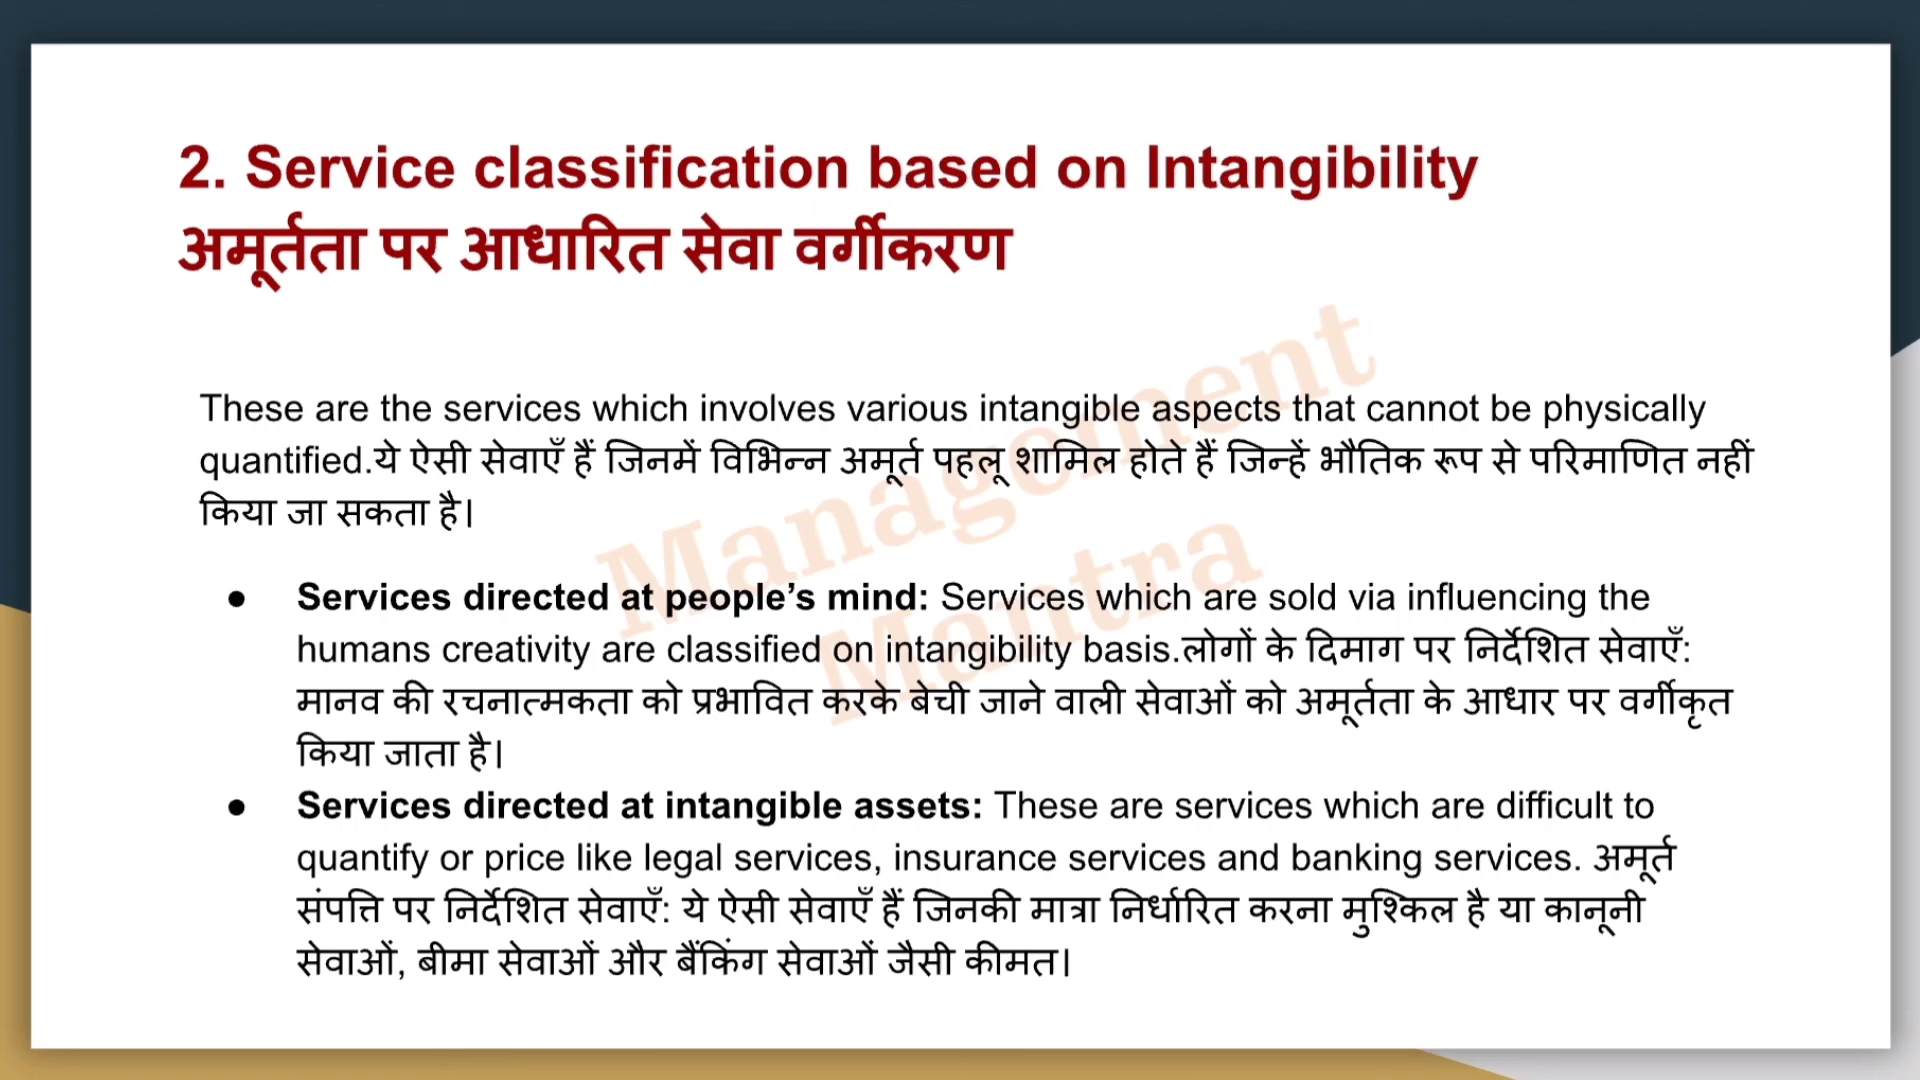 2. Service classification based on Intangibility
अमूर्तता पर आधारित सेवा वर्गीकरण
These are the services which involves various intangible aspects that cannot be physically
quantified.ये ऐसी सेवाएँ हैं जिनमें विभिन्न अमूर्त पहलू शामिल होते हैं जिन्हें भौतिक रूप से परिमाणित नहीं
किया जा सकता है।
● Services directed at people’s mind: Services which are sold via influencing the
humans creativity are classified on intangibility basis.लोगों के दिमाग पर निर्देशित सेवाएँ:
मानव की रचनात्मकता को प्रभावित करके बेची जाने वाली सेवाओं को अमूर्तता के आधार पर वर्गीकृत
किया जाता है।
● Services directed at intangible assets: These are services which are difficult to
quantify or price like legal services, insurance services and banking services. अमूर्त
संपत्ति पर निर्देशित सेवाएँ: ये ऐसी सेवाएँ हैं जिनकी मात्रा निर्धारित करना मुश्किल है या कानूनी
सेवाओं, बीमा सेवाओं और बैंकिंग सेवाओं जैसी कीमत।
Management
Mantra